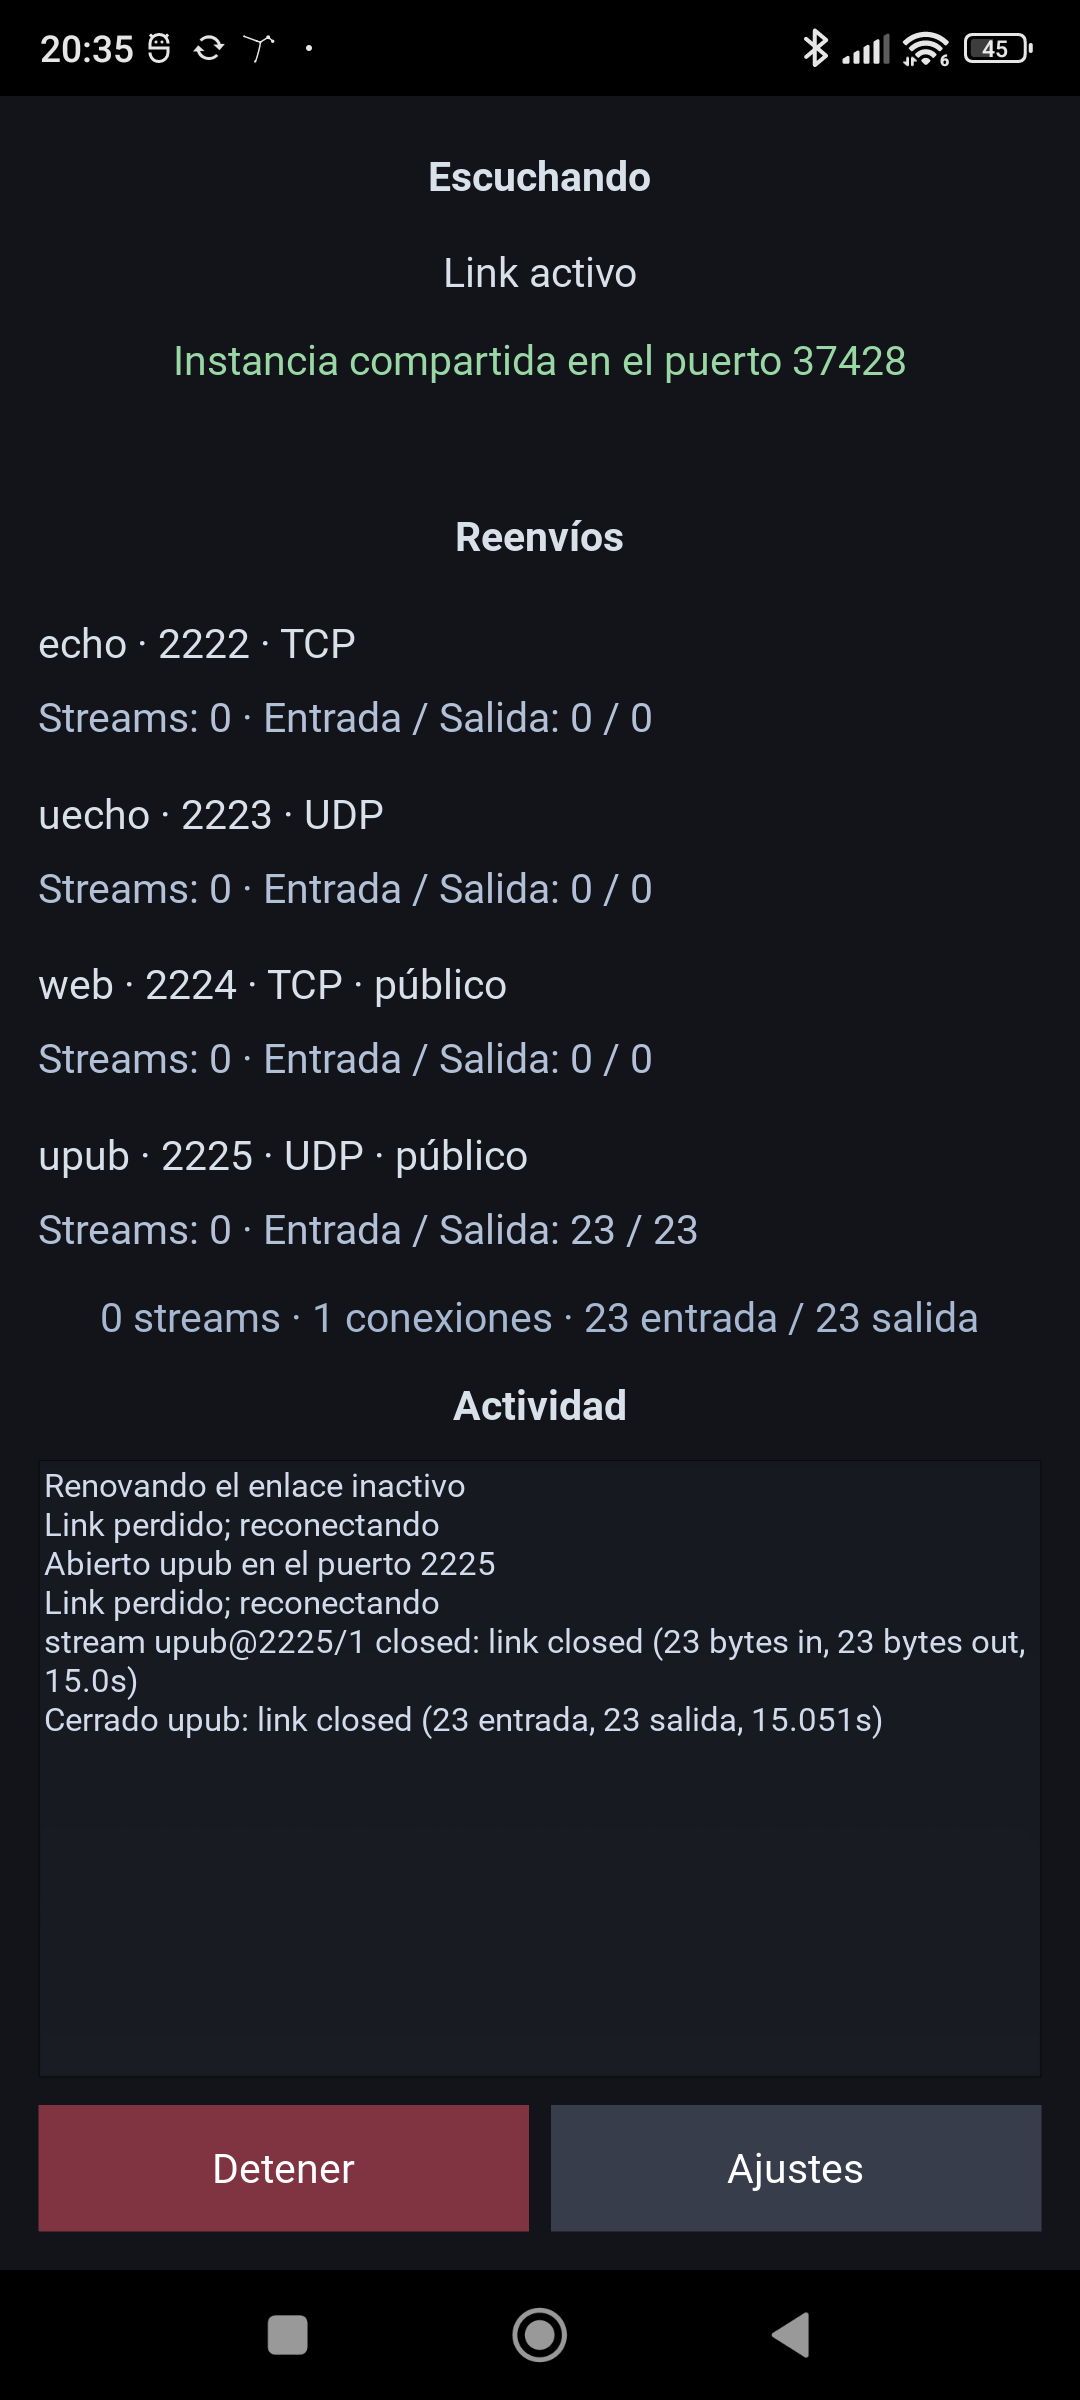 20:35
6
45
Escuchando
Link activo
Instancia compartida en el puerto 37428
Reenvíos
echo · 2222 · TCP
Streams: 0 · Entrada / Salida: 0 / 0
uecho · 2223 · UDP
Streams: 0 · Entrada / Salida: 0 / 0
web · 2224 · TCP · público
Streams: 0 · Entrada / Salida: 0 / 0
upub · 2225 · UDP · público
Streams: 0 · Entrada / Salida: 23 / 23
0 streams · 1 conexiones · 23 entrada / 23 salida
Actividad
Renovando el enlace inactivo
Link perdido; reconectando
Abierto upub en el puerto 2225
Link perdido; reconectando
stream upub@2225/1 closed: link closed (23 bytes in, 23 bytes out,
15.0s)
Cerrado upub: link closed (23 entrada, 23 salida, 15.051s)
Detener
Ajustes